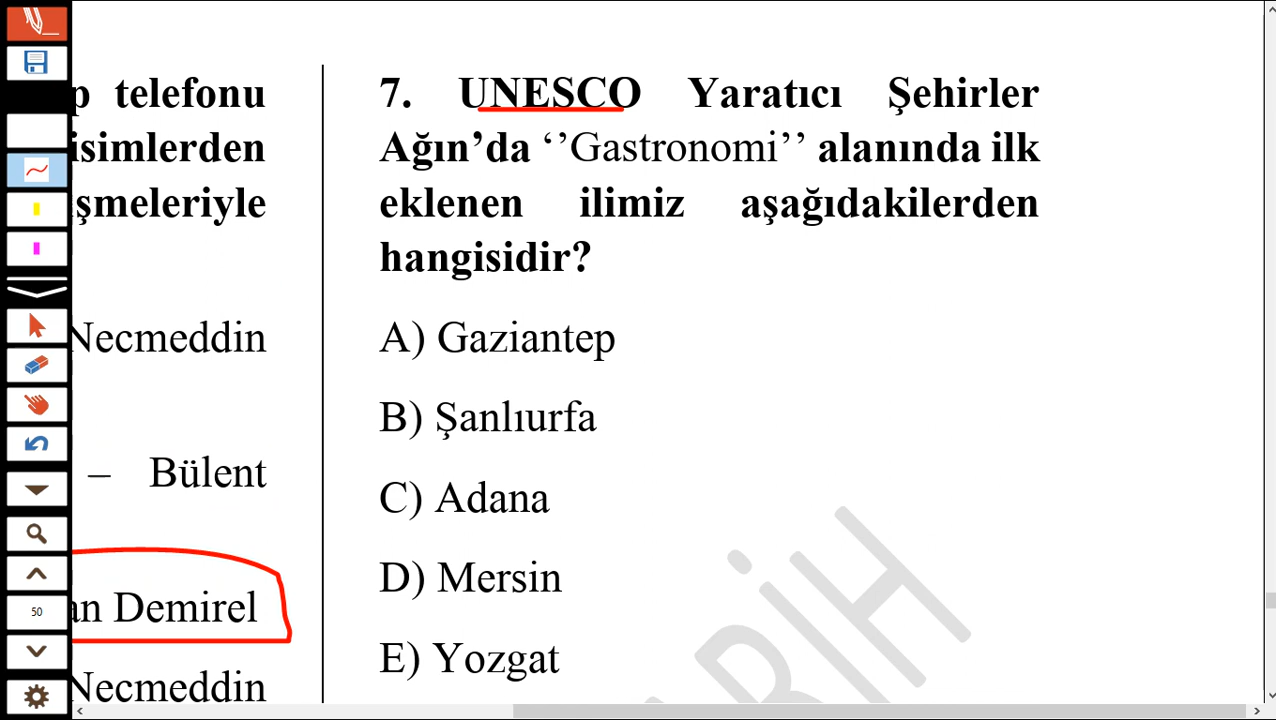 p telefonu
isimlerden
şmeleriyle
Necmeddin
– Bülent
an Demirel
Necmeddin
7. UNESCO Yaratıcı Şehirler
Ağın’da ‘’Gastronomi’’ alanında ilk
eklenen ilimiz aşağıdakilerden
hangisidir?
A) Gaziantep
B) Şanlıurfa
C) Adana
D) Mersin
E) Yozgat
50